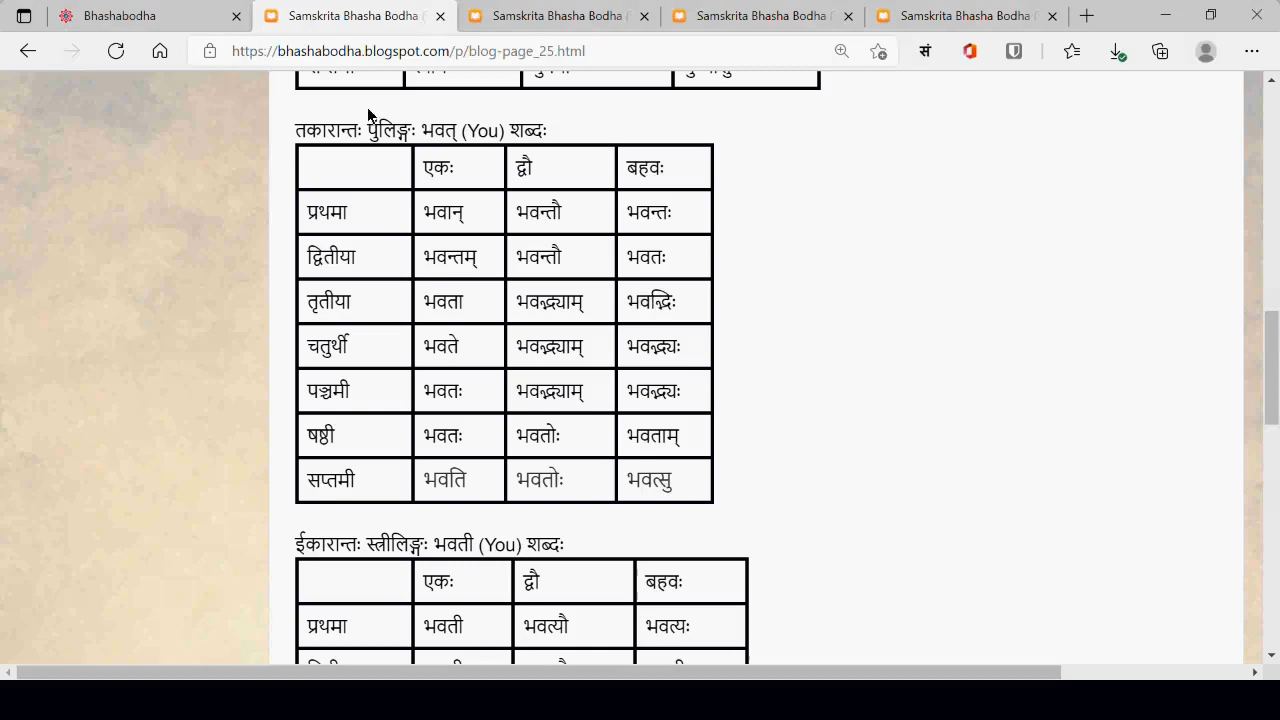 Bhashabodha
Samskrita Bhasha Bodha
Samskrita Bhasha Bodha
Samskrita Bhasha Bodha
Samskrita Bhasha Bodha
https://bhashabodha.blogspot.com/p/blog-page_25.html
सं
तकारान्तः पुंलिङ्गः भवत् (You) शब्दः
एकः द्वौ बहवः
प्रथमा भवान् भवन्तौ भवन्तः
द्वितीया भवन्तम् भवन्तौ भवतः
तृतीया भवता भवद्भ्याम् भवद्भिः
चतुर्थी भवते भवद्भ्याम् भवद्भ्यः
पञ्चमी भवतः भवद्भ्याम् भवद्भ्यः
षष्ठी भवतः भवतोः भवताम्
सप्तमी भवति भवतोः भवत्सु
ईकारान्तः स्त्रीलिङ्गः भवती (You) शब्दः
एकः द्वौ बहवः
प्रथमा भवती भवत्यौ भवत्यः